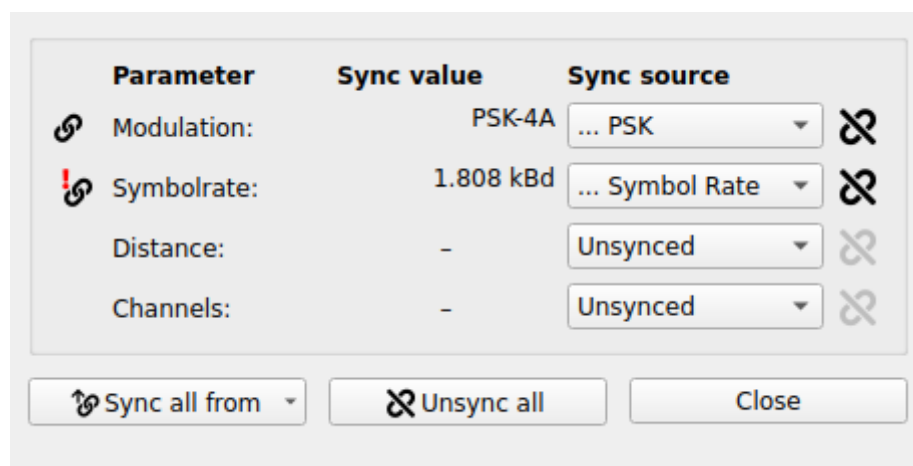 Parameter Sync value Sync source
Modulation: PSK-4A ... PSK
Symbolrate: 1.808 kBd ... Symbol Rate
Distance: – Unsynced
Channels: – Unsynced
Sync all from Unsync all Close